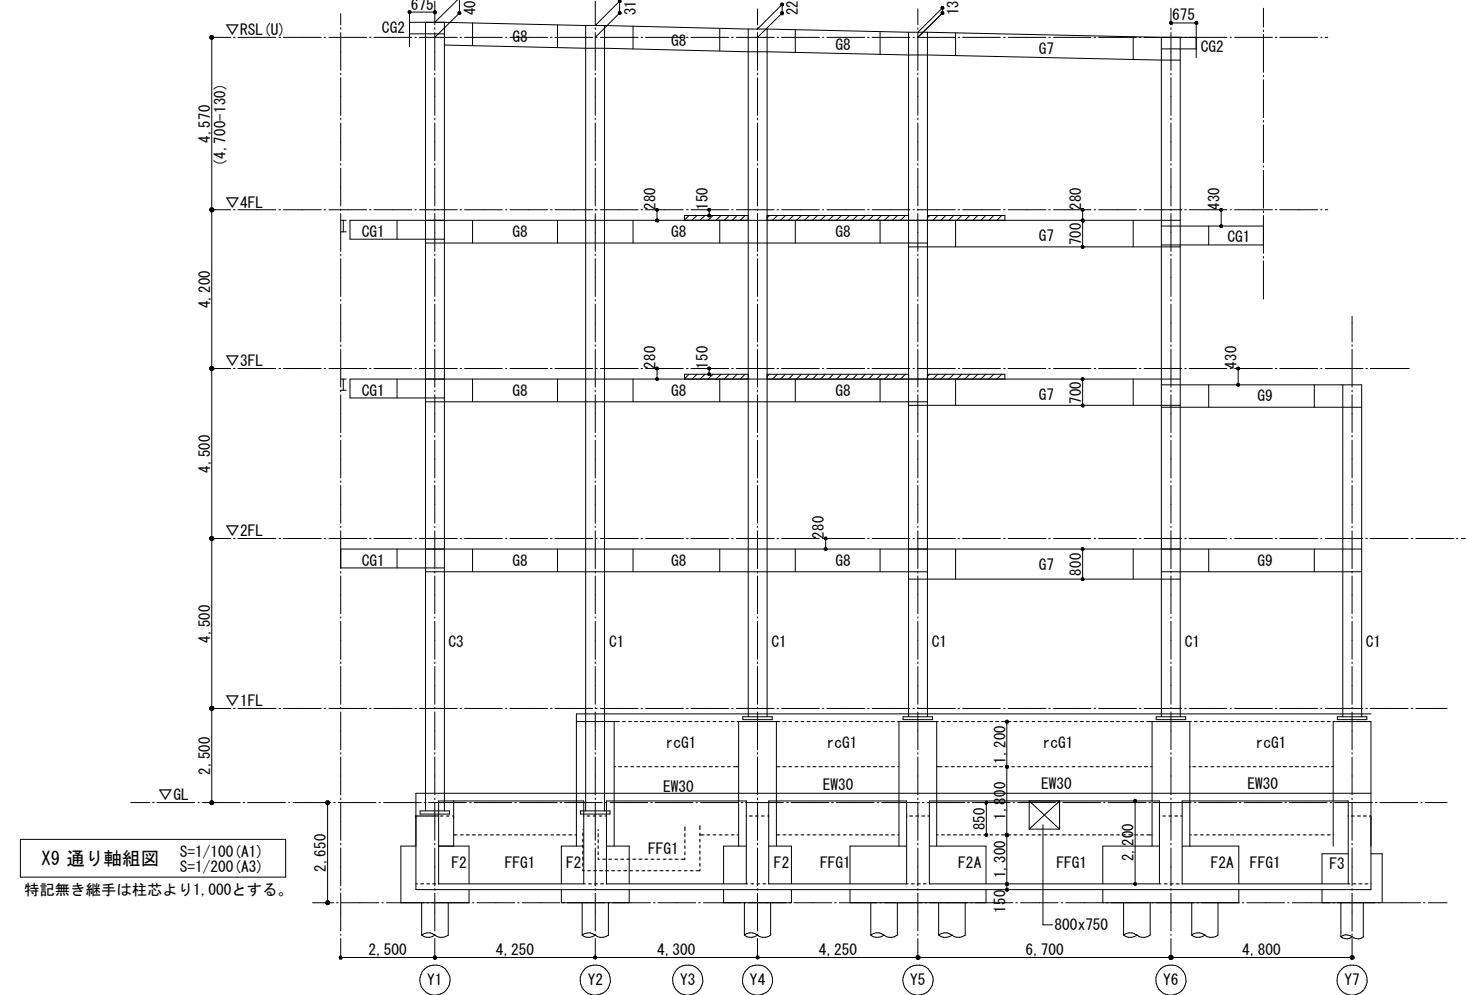 675
40
31
22
13
675
▽RSL(U)
CG2
G8
G8
G8
G7
CG2
4,570
(4,700-130)
280
150
280
430
▽4FL
CG1
G8
G8
G8
G7
700
CG1
4,200
280
150
430
▽3FL
CG1
G8
G8
G8
G7
700
G9
4,500
280
▽2FL
CG1
G8
G8
G8
G7
800
G9
4,500
C3
C1
C1
C1
C1
C1
▽1FL
2,500
rcG1
rcG1
1,200
rcG1
rcG1
EW30
EW30
EW30
EW30
▽GL
1,800
850
2,200
2,650
X9 通り軸組図
S=1/100(A1)
S=1/200(A3)
特記無き継手は柱芯より1,000とする。
F2
FFG1
F2
FFG1
F2
FFG1
F2A
1,300
FFG1
F2A
FFG1
F3
150
800x750
2,500
4,250
4,300
4,250
6,700
4,800
Y1
Y2
Y3
Y4
Y5
Y6
Y7